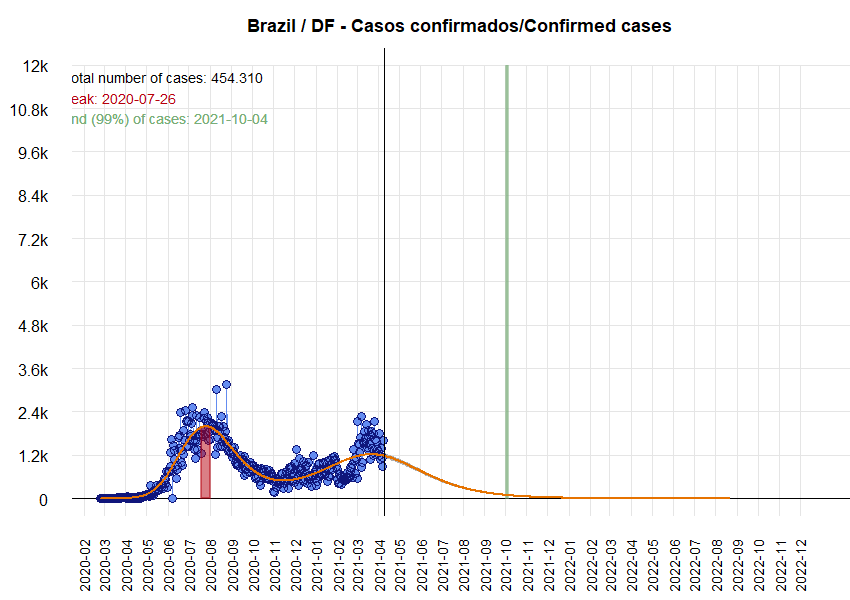 Brazil / DF - Casos confirmados/Confirmed cases
12k
10.8k
9.6k
8.4k
7.2k
6k
4.8k
3.6k
2.4k
1.2k
0
otal number of cases: 454.310
eak: 2020-07-26
nd (99%) of cases: 2021-10-04
2020-02
2020-03
2020-04
2020-05
2020-06
2020-07
2020-08
2020-09
2020-10
2020-11
2020-12
2021-01
2021-02
2021-03
2021-04
2021-05
2021-06
2021-07
2021-08
2021-09
2021-10
2021-11
2021-12
2022-01
2022-02
2022-03
2022-04
2022-05
2022-06
2022-07
2022-08
2022-09
2022-10
2022-11
2022-12